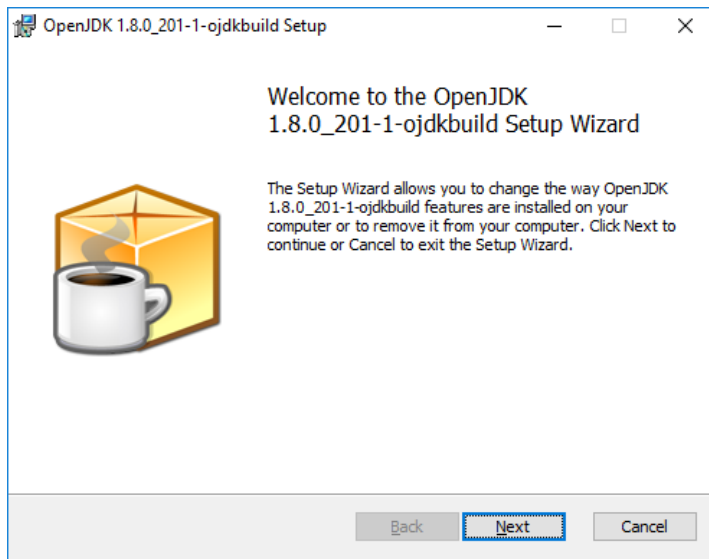 OpenJDK 1.8.0_201-1-ojdkbuild Setup
Welcome to the OpenJDK
1.8.0_201-1-ojdkbuild Setup Wizard
The Setup Wizard allows you to change the way OpenJDK
1.8.0_201-1-ojdkbuild features are installed on your
computer or to remove it from your computer. Click Next to
continue or Cancel to exit the Setup Wizard.
Back
Next
Cancel